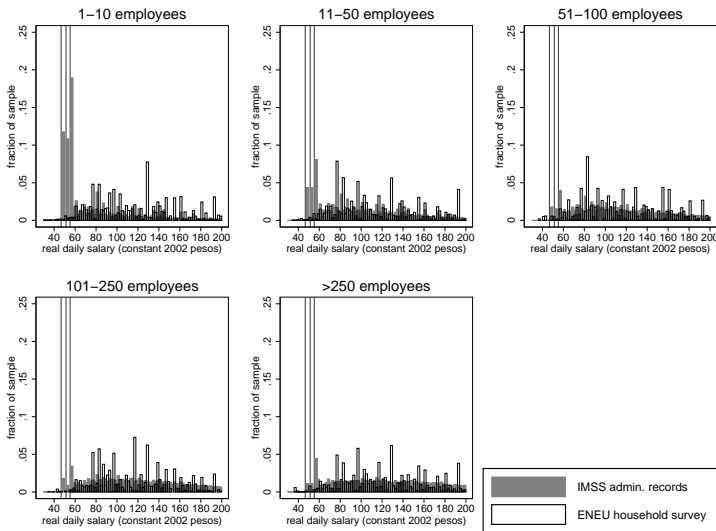 1−10 employees
fraction of sample
0 .05 .1 .15 .2 .25
40 60 80 100 120 140 160 180 200
real daily salary (constant 2002 pesos)
11−50 employees
fraction of sample
0 .05 .1 .15 .2 .25
40 60 80 100 120 140 160 180 200
real daily salary (constant 2002 pesos)
51−100 employees
fraction of sample
0 .05 .1 .15 .2 .25
40 60 80 100 120 140 160 180 200
real daily salary (constant 2002 pesos)
101−250 employees
fraction of sample
0 .05 .1 .15 .2 .25
40 60 80 100 120 140 160 180 200
real daily salary (constant 2002 pesos)
>250 employees
fraction of sample
0 .05 .1 .15 .2 .25
40 60 80 100 120 140 160 180 200
real daily salary (constant 2002 pesos)
IMSS admin. records
ENEU household survey